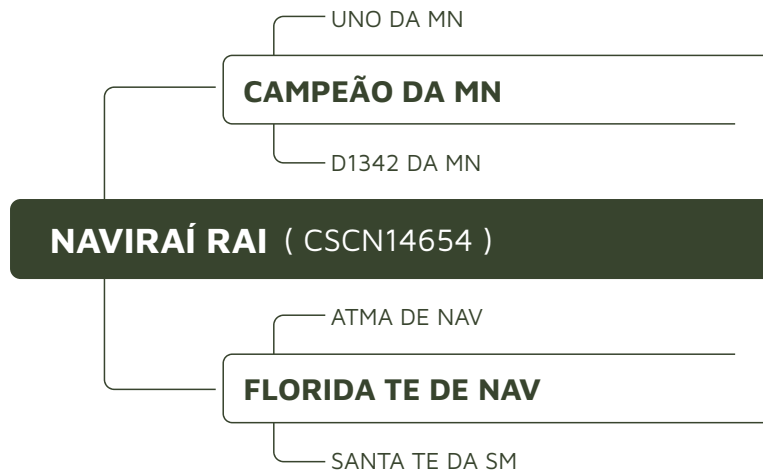 UNO DA MN
CAMPEÃO DA MN
D1342 DA MN
NAVIRAÍ RAI ( CSCN14654 )
ATMA DE NAV
FLORIDA TE DE NAV
SANTA TE DA SM